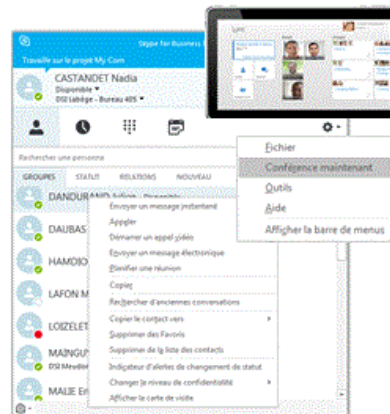 Skype for Business
Travaille sur le projet My Com
CASTANDET Nadia
Disponible
DSI Labège - Bureau 405
Rechercher une personne
GROUPES STATUT RELATIONS NOUVEAU
Fichier
Conférence maintenant
Outils
Aide
Afficher la barre de menus
DANDURAND Julien - Disponible
DAUBAS
HAMDIO
LAFON M
LOIZELET
MAINGU
DSI Meudon
MALIE Er
Envoyer un message instantané
Appeler
Démarrer un appel vidéo
Envoyer un message électronique
Planifier une réunion
Copier
Rechercher d'anciennes conversations
Copier le contact vers
Supprimer des Favoris
Supprimer de la liste des contacts
Indicateur d'alertes de changement de statut
Changer le niveau de confidentialité
Afficher la carte de visite